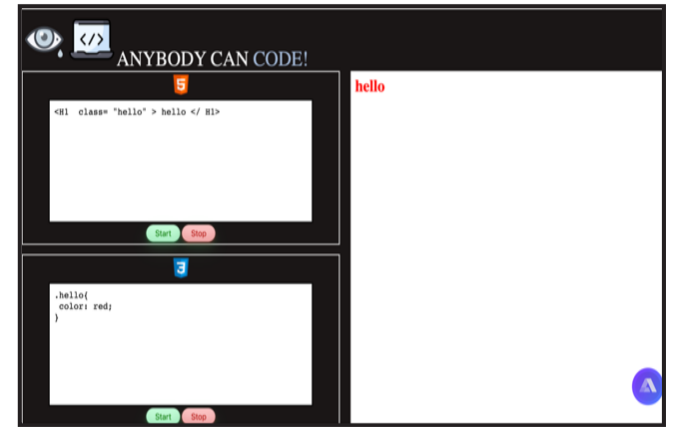 </>
ANYBODY CAN CODE!
5
<H1 class= "hello" > hello </ H1>
Start Stop
3
.hello{
color: red;
}
Start Stop
hello